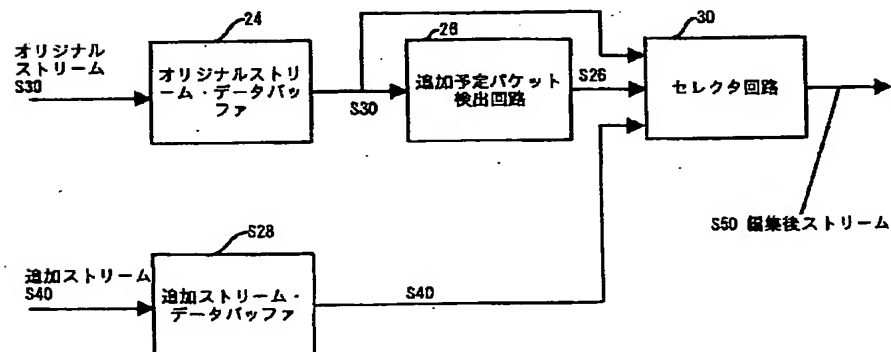 24
26
30
オリジナル
ストリーム
S30
オリジナルストリ
ーム・データバッ
ファ
S30
追加予定パケット
検出回路
S26
セレクタ回路
S50 編集後ストリーム
S28
追加ストリーム
S40
追加ストリーム・
データバッファ
S40